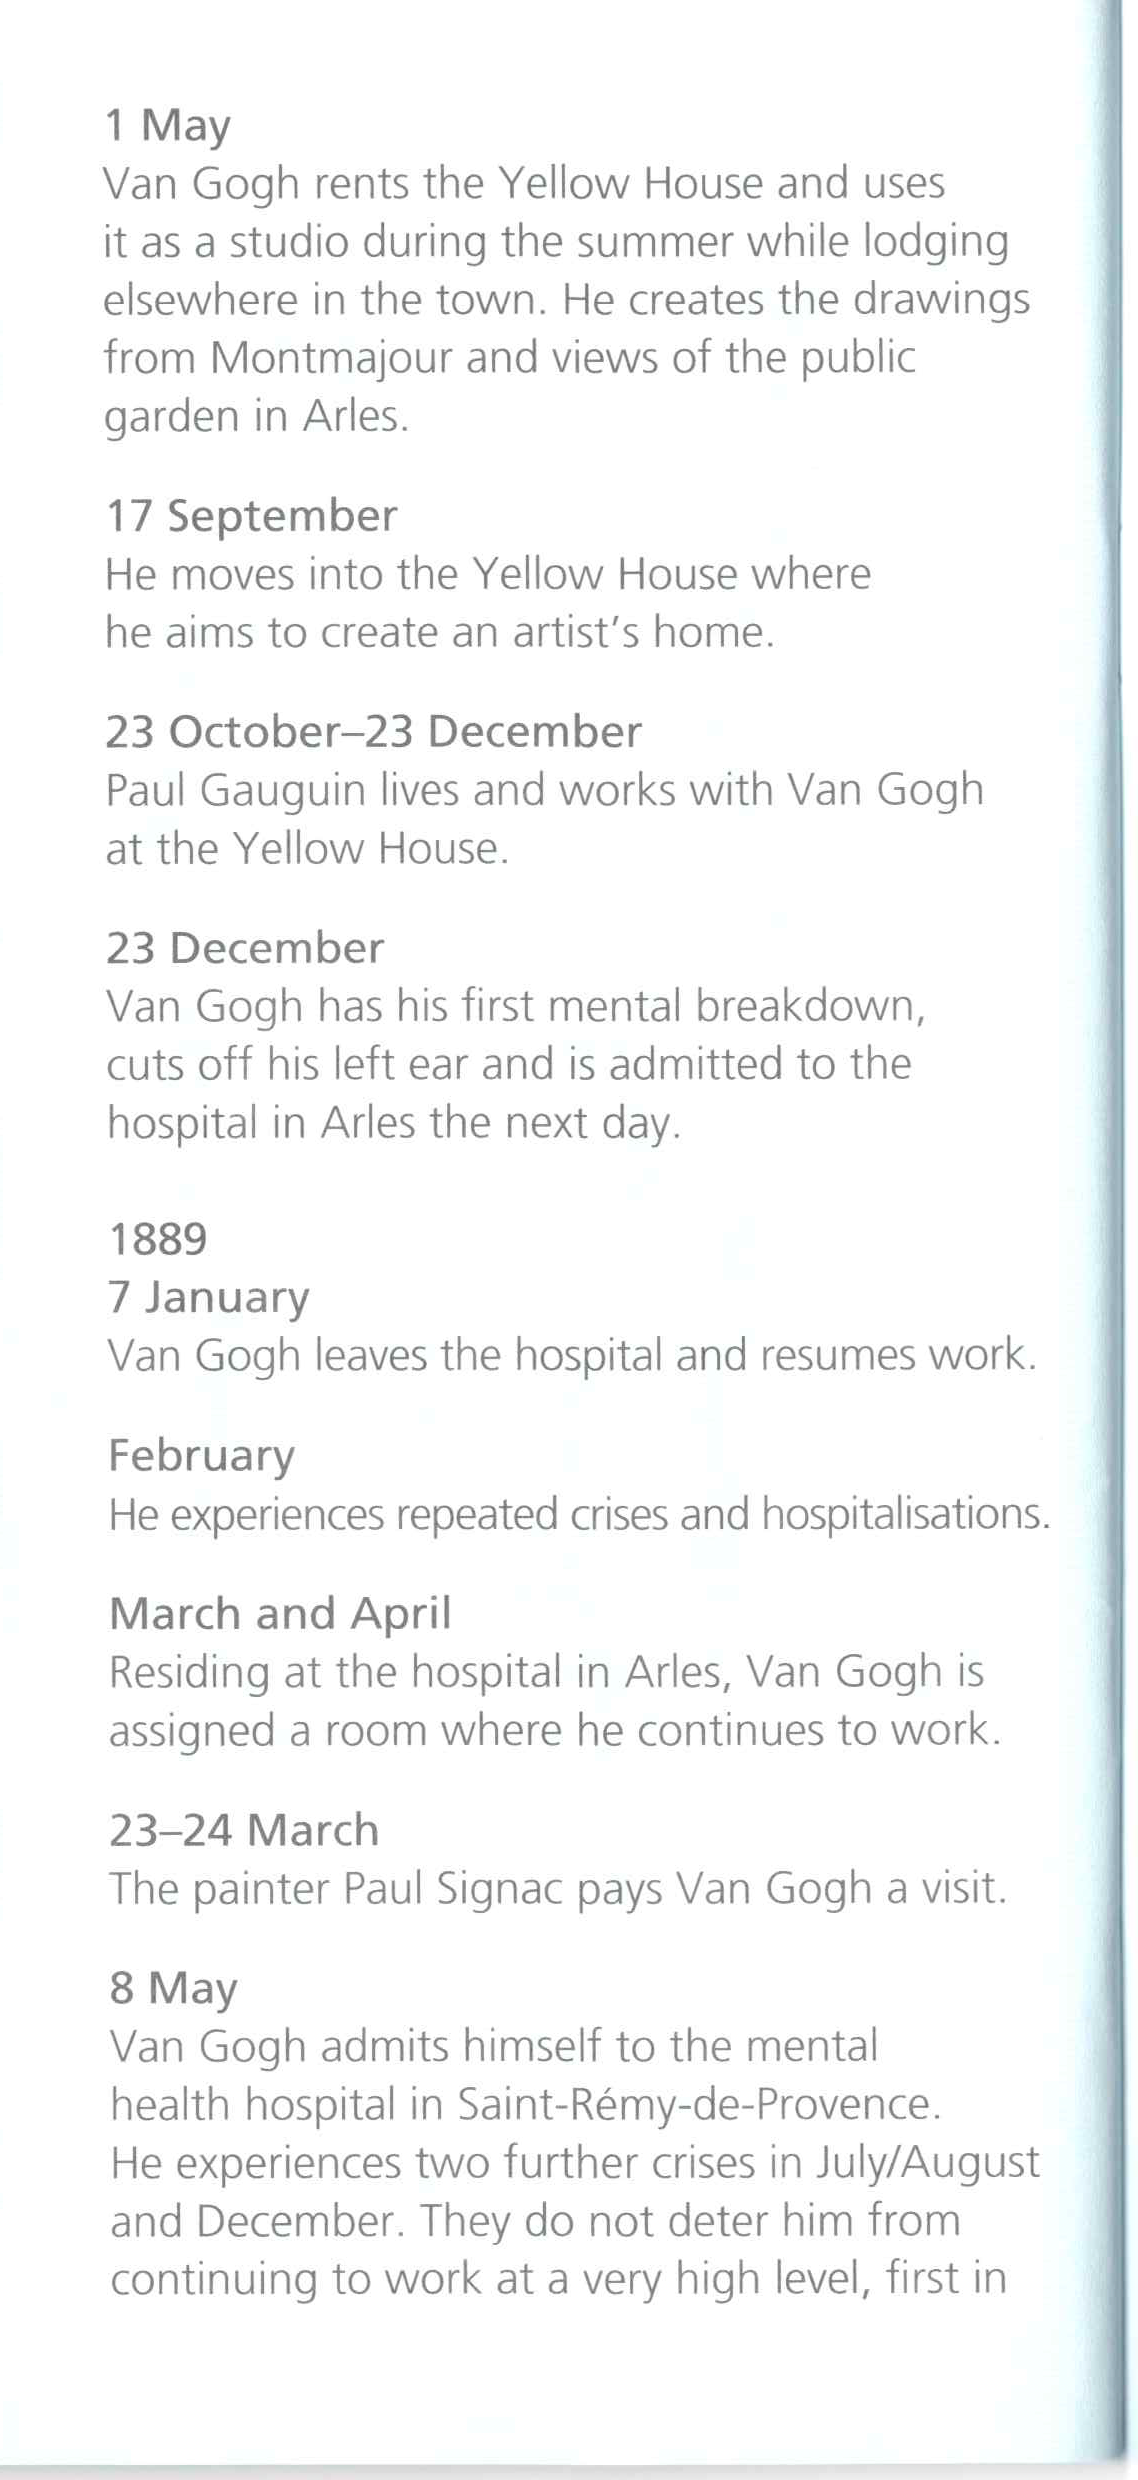 1 May
Van Gogh rents the Yellow House and uses
it as a studio during the summer while lodging
elsewhere in the town. He creates the drawings
from Montmajour and views of the public
garden in Arles.
17 September
He moves into the Yellow House where
he aims to create an artist's home.
23 October–23 December
Paul Gauguin lives and works with Van Gogh
at the Yellow House.
23 December
Van Gogh has his first mental breakdown,
cuts off his left ear and is admitted to the
hospital in Arles the next day.
1889
7 January
Van Gogh leaves the hospital and resumes work.
February
He experiences repeated crises and hospitalisations.
March and April
Residing at the hospital in Arles, Van Gogh is
assigned a room where he continues to work.
23–24 March
The painter Paul Signac pays Van Gogh a visit.
8 May
Van Gogh admits himself to the mental
health hospital in Saint-Rémy-de-Provence.
He experiences two further crises in July/August
and December. They do not deter him from
continuing to work at a very high level, first in